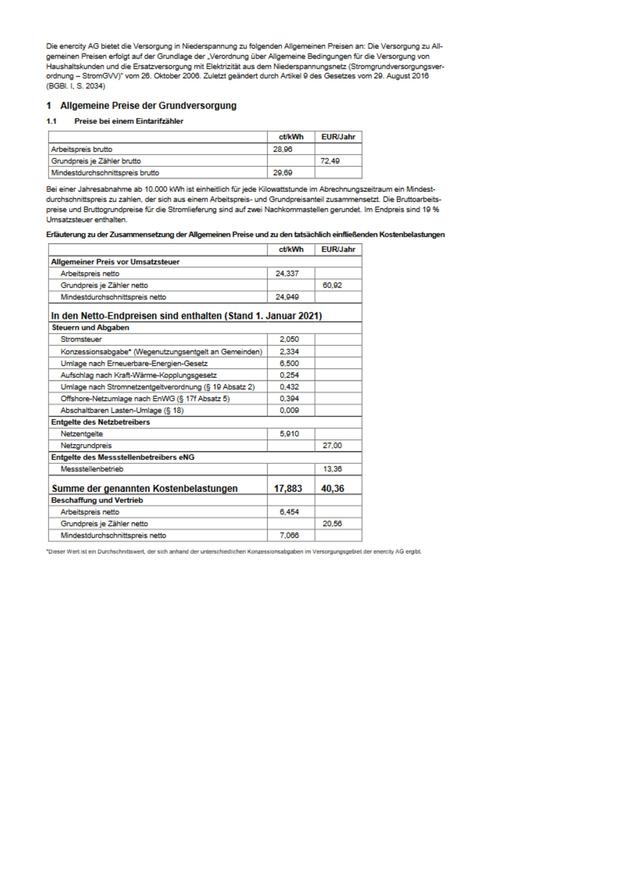 Die enercity AG bietet die Versorgung in Niederspannung zu folgenden Allgemeinen Preisen an: Die Versorgung zu All-
gemeinen Preisen erfolgt auf der Grundlage der „Verordnung über Allgemeine Bedingungen für die Versorgung von
Haushaltskunden und die Ersatzversorgung mit Elektrizität aus dem Niederspannungsnetz (Stromgrundversorgungsver-
ordnung – StromGVV)" vom 26. Oktober 2006. Zuletzt geändert durch Artikel 9 des Gesetzes vom 29. August 2016
(BGBl. I, S. 2034)
1 Allgemeine Preise der Grundversorgung
1.1 Preise bei einem Eintarifzähler
ct/kWh EUR/Jahr
Arbeitspreis brutto 28,96
Grundpreis je Zähler brutto 72,49
Mindestdurchschnittspreis brutto 29,69
Bei einer Jahresabnahme ab 10.000 kWh ist einheitlich für jede Kilowattstunde im Abrechnungszeitraum ein Mindest-
durchschnittspreis zu zahlen, der sich aus einem Arbeitspreis- und Grundpreisanteil zusammensetzt. Die Bruttoarbeits-
preise und Bruttogrundpreise für die Stromlieferung sind auf zwei Nachkommastellen gerundet. Im Endpreis sind 19 %
Umsatzsteuer enthalten.
Erläuterung zu der Zusammensetzung der Allgemeinen Preise und zu den tatsächlich einfließenden Kostenbelastungen
ct/kWh EUR/Jahr
Allgemeiner Preis vor Umsatzsteuer
Arbeitspreis netto 24,337
Grundpreis je Zähler netto 60,92
Mindestdurchschnittspreis netto 24,949
In den Netto-Endpreisen sind enthalten (Stand 1. Januar 2021)
Steuern und Abgaben
Stromsteuer 2,050
Konzessionsabgabe* (Wegenutzungsentgelt an Gemeinden) 2,334
Umlage nach Erneuerbare-Energien-Gesetz 6,500
Aufschlag nach Kraft-Wärme-Kopplungsgesetz 0,254
Umlage nach Stromnetzentgeltverordnung (§ 19 Absatz 2) 0,432
Offshore-Netzumlage nach EnWG (§ 17f Absatz 5) 0,394
Abschaltbaren Lasten-Umlage (§ 18) 0,009
Entgelte des Netzbetreibers
Netzentgelte 5,910
Netzgrundpreis 27,00
Entgelte des Messstellenbetreibers eNG
Messstellenbetrieb 13,36
Summe der genannten Kostenbelastungen 17,883 40,36
Beschaffung und Vertrieb
Arbeitspreis netto 6,454
Grundpreis je Zähler netto 20,56
Mindestdurchschnittspreis netto 7,066
*Dieser Wert ist ein Durchschnittswert, der sich anhand der unterschiedlichen Konzessionsabgaben im Versorgungsgebiet der enercity AG ergibt.